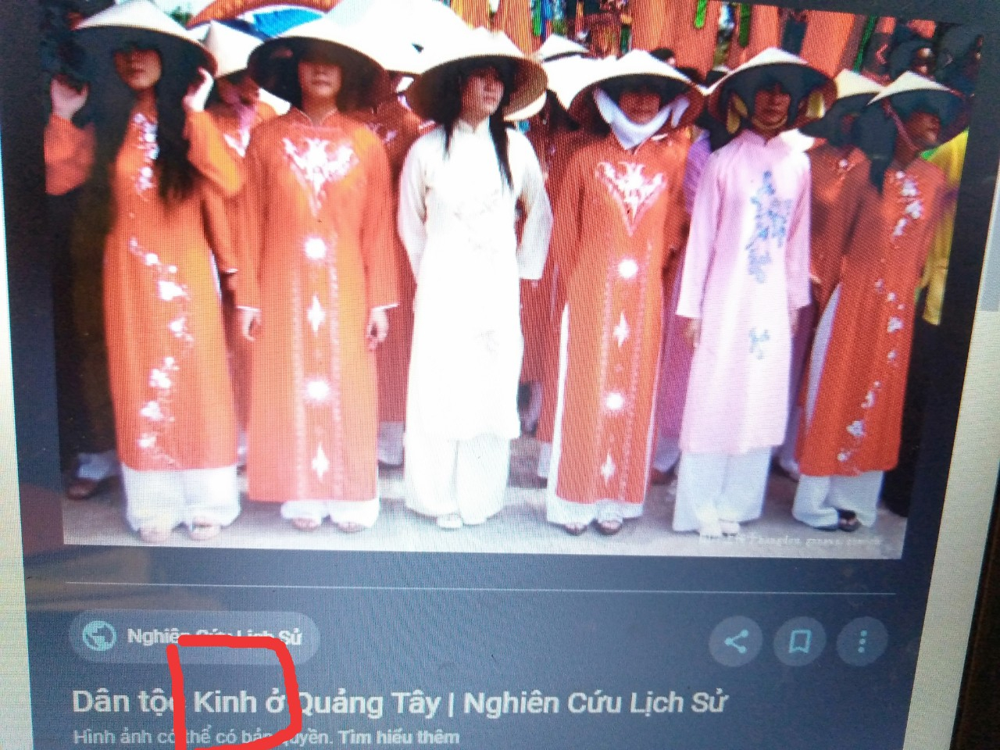 Nghiên Cứu Lịch Sử
Dân tộc Kinh ở Quảng Tây | Nghiên Cứu Lịch Sử
Hình ảnh có thể có bản quyền. Tìm hiểu thêm